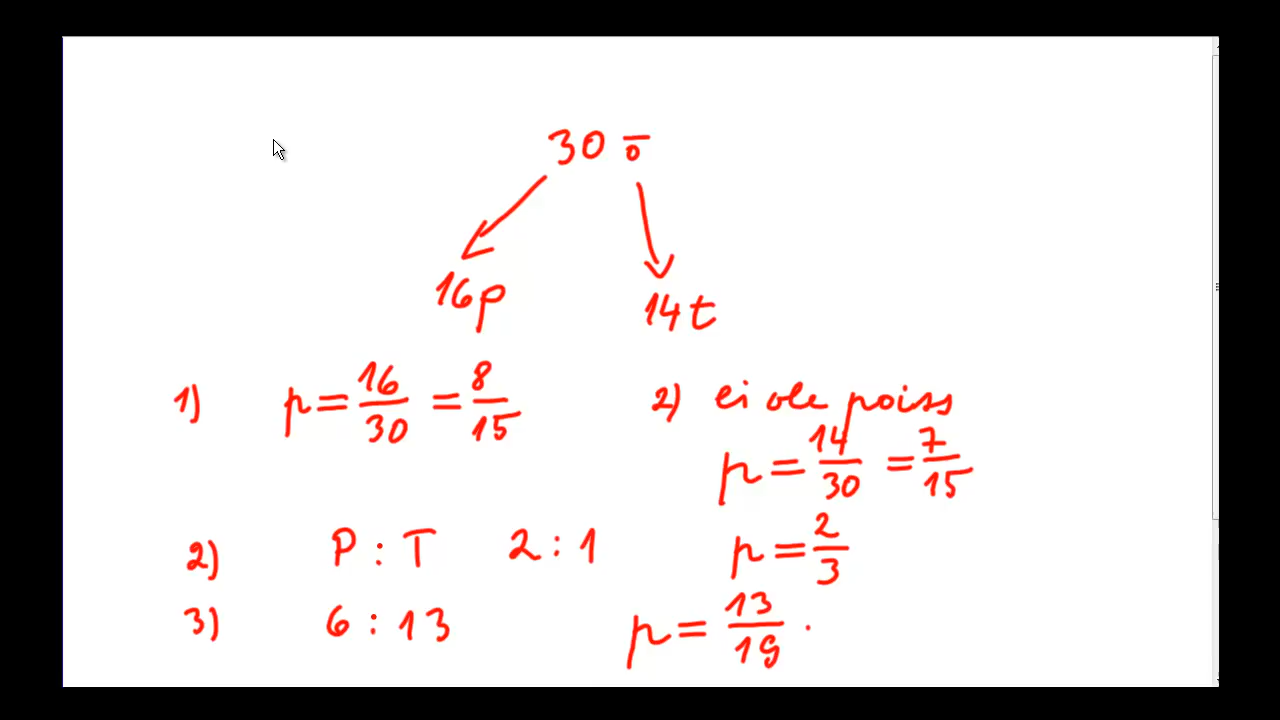 30 õ
16p 14t
1) p = 16/30 = 8/15
2) ei ole poiss
p = 14/30 = 7/15
2) P : T 2 : 1 p = 2/3
3) 6 : 13 p = 13/19 .